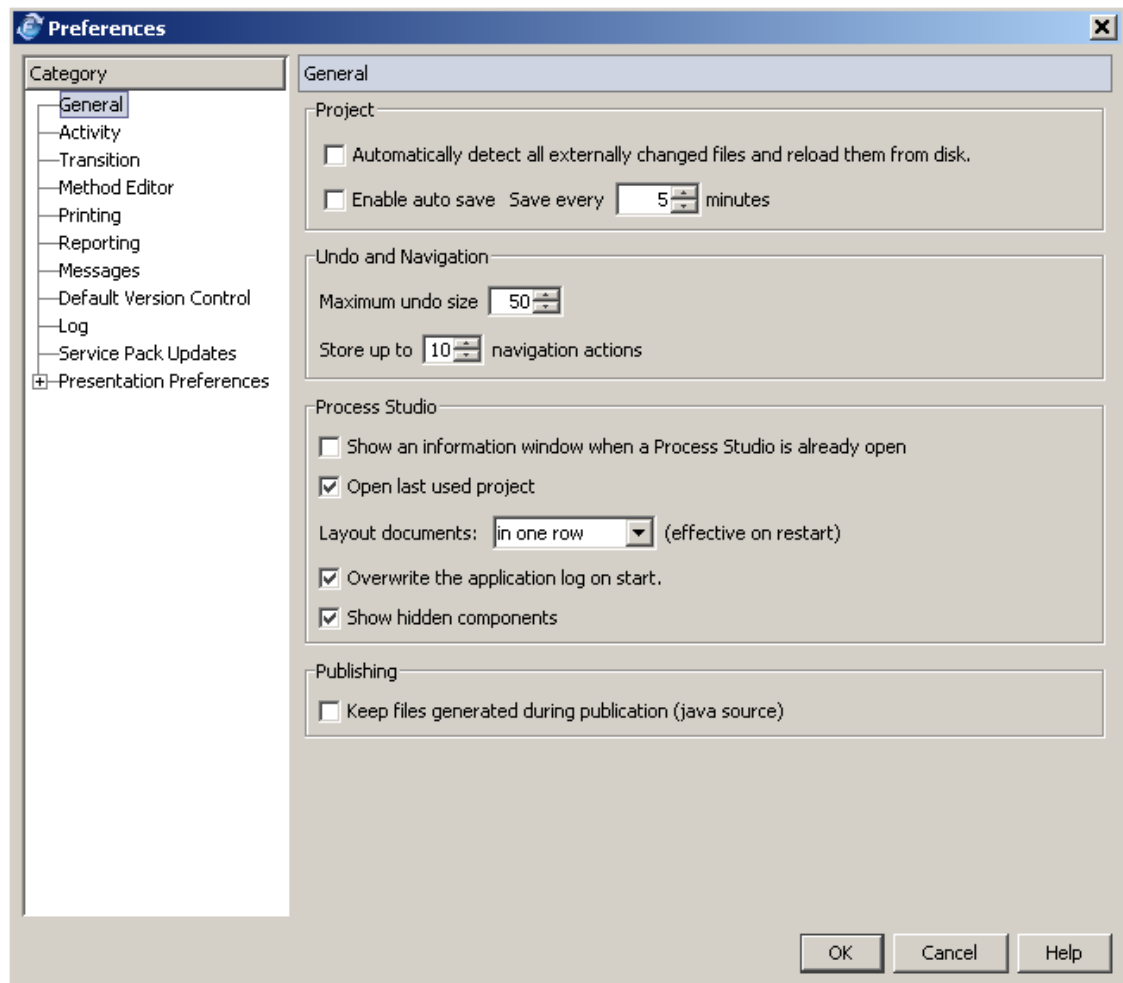 Preferences
Category
General
Activity
Transition
Method Editor
Printing
Reporting
Messages
Default Version Control
Log
Service Pack Updates
Presentation Preferences
General
Project
Automatically detect all externally changed files and reload them from disk.
Enable auto save Save every 5 minutes
Undo and Navigation
Maximum undo size 50
Store up to 10 navigation actions
Process Studio
Show an information window when a Process Studio is already open
Open last used project
Layout documents: in one row (effective on restart)
Overwrite the application log on start.
Show hidden components
Publishing
Keep files generated during publication (java source)
OK Cancel Help